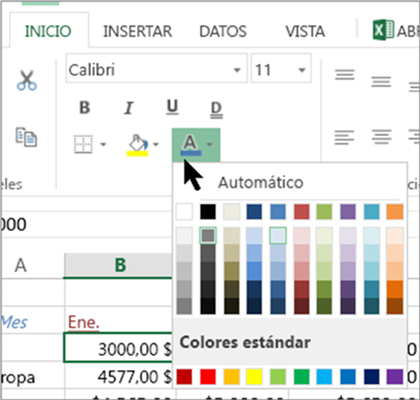 INICIO INSERTAR DATOS VISTA ABR
Calibri 11
B I U D
A
Automático
eles
000
A B
Mes Ene.
3000,00 $
ropa 4577,00 $
Colores estándar